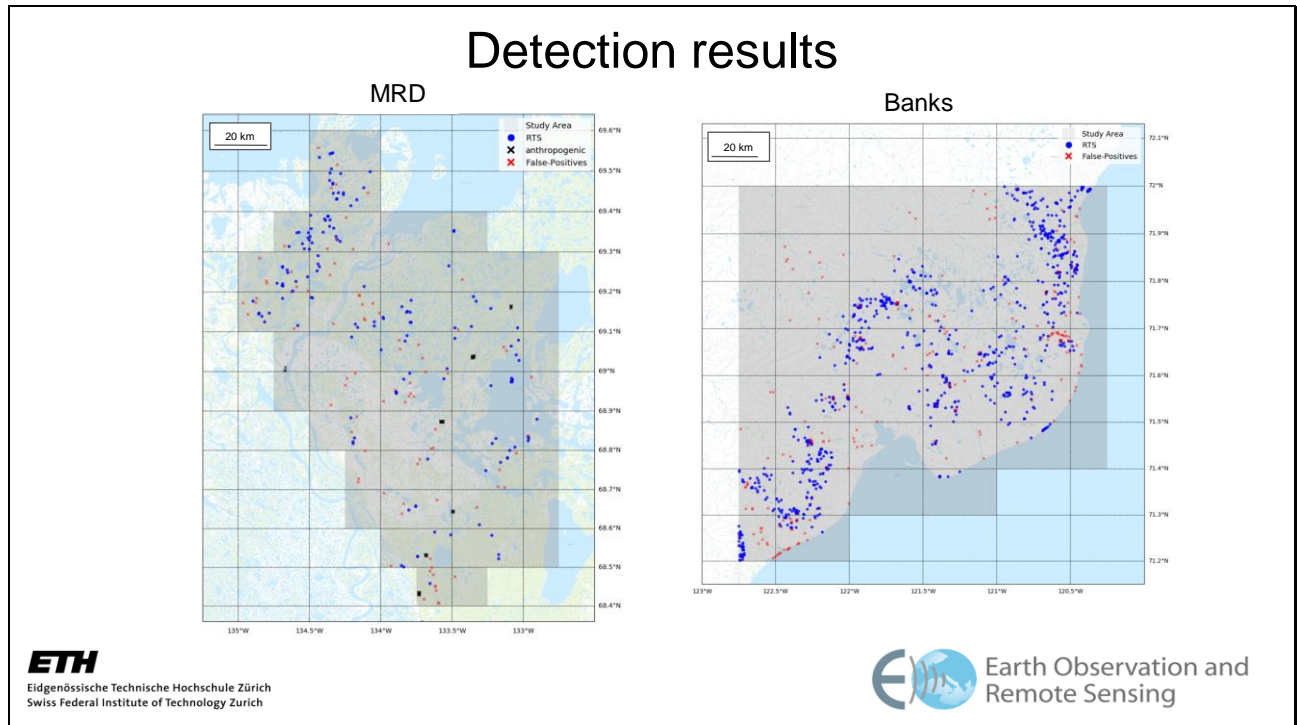 Detection results
MRD
20 km
Study Area
RTS
anthropogenic
False-Positives
69.6°N
69.5°N
69.4°N
69.3°N
69.2°N
69.1°N
69°N
68.9°N
68.8°N
68.7°N
68.6°N
68.5°N
68.4°N
135°W
134.5°W
134°W
133.5°W
133°W
Banks
20 km
Study Area
RTS
False-Positives
72.1°N
72°N
71.9°N
71.8°N
71.7°N
71.6°N
71.5°N
71.4°N
71.3°N
71.2°N
123°W
122.5°W
122°W
121.5°W
121°W
120.5°W
ETH
Eidgenössische Technische Hochschule Zürich
Swiss Federal Institute of Technology Zurich
Earth Observation and
Remote Sensing